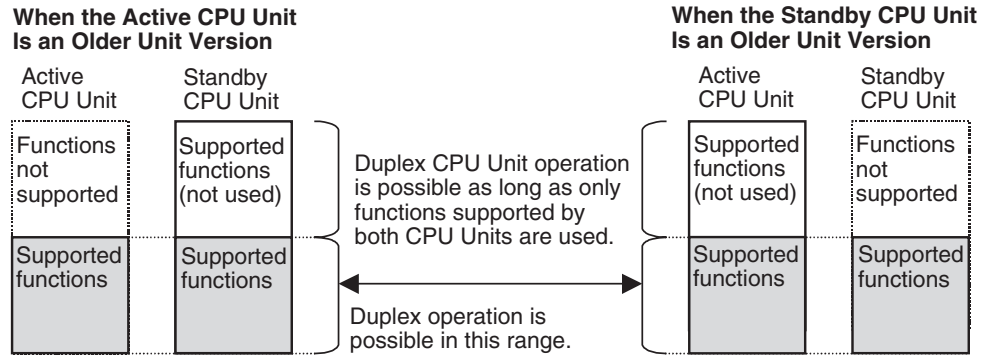 When the Active CPU Unit
Is an Older Unit Version
Active
CPU Unit
Standby
CPU Unit
Functions
not
supported
Supported
functions
(not used)
Supported
functions
Supported
functions
Duplex CPU Unit operation
is possible as long as only
functions supported by
both CPU Units are used.
Duplex operation is
possible in this range.
When the Standby CPU Unit
Is an Older Unit Version
Active
CPU Unit
Standby
CPU Unit
Supported
functions
(not used)
Functions
not
supported
Supported
functions
Supported
functions